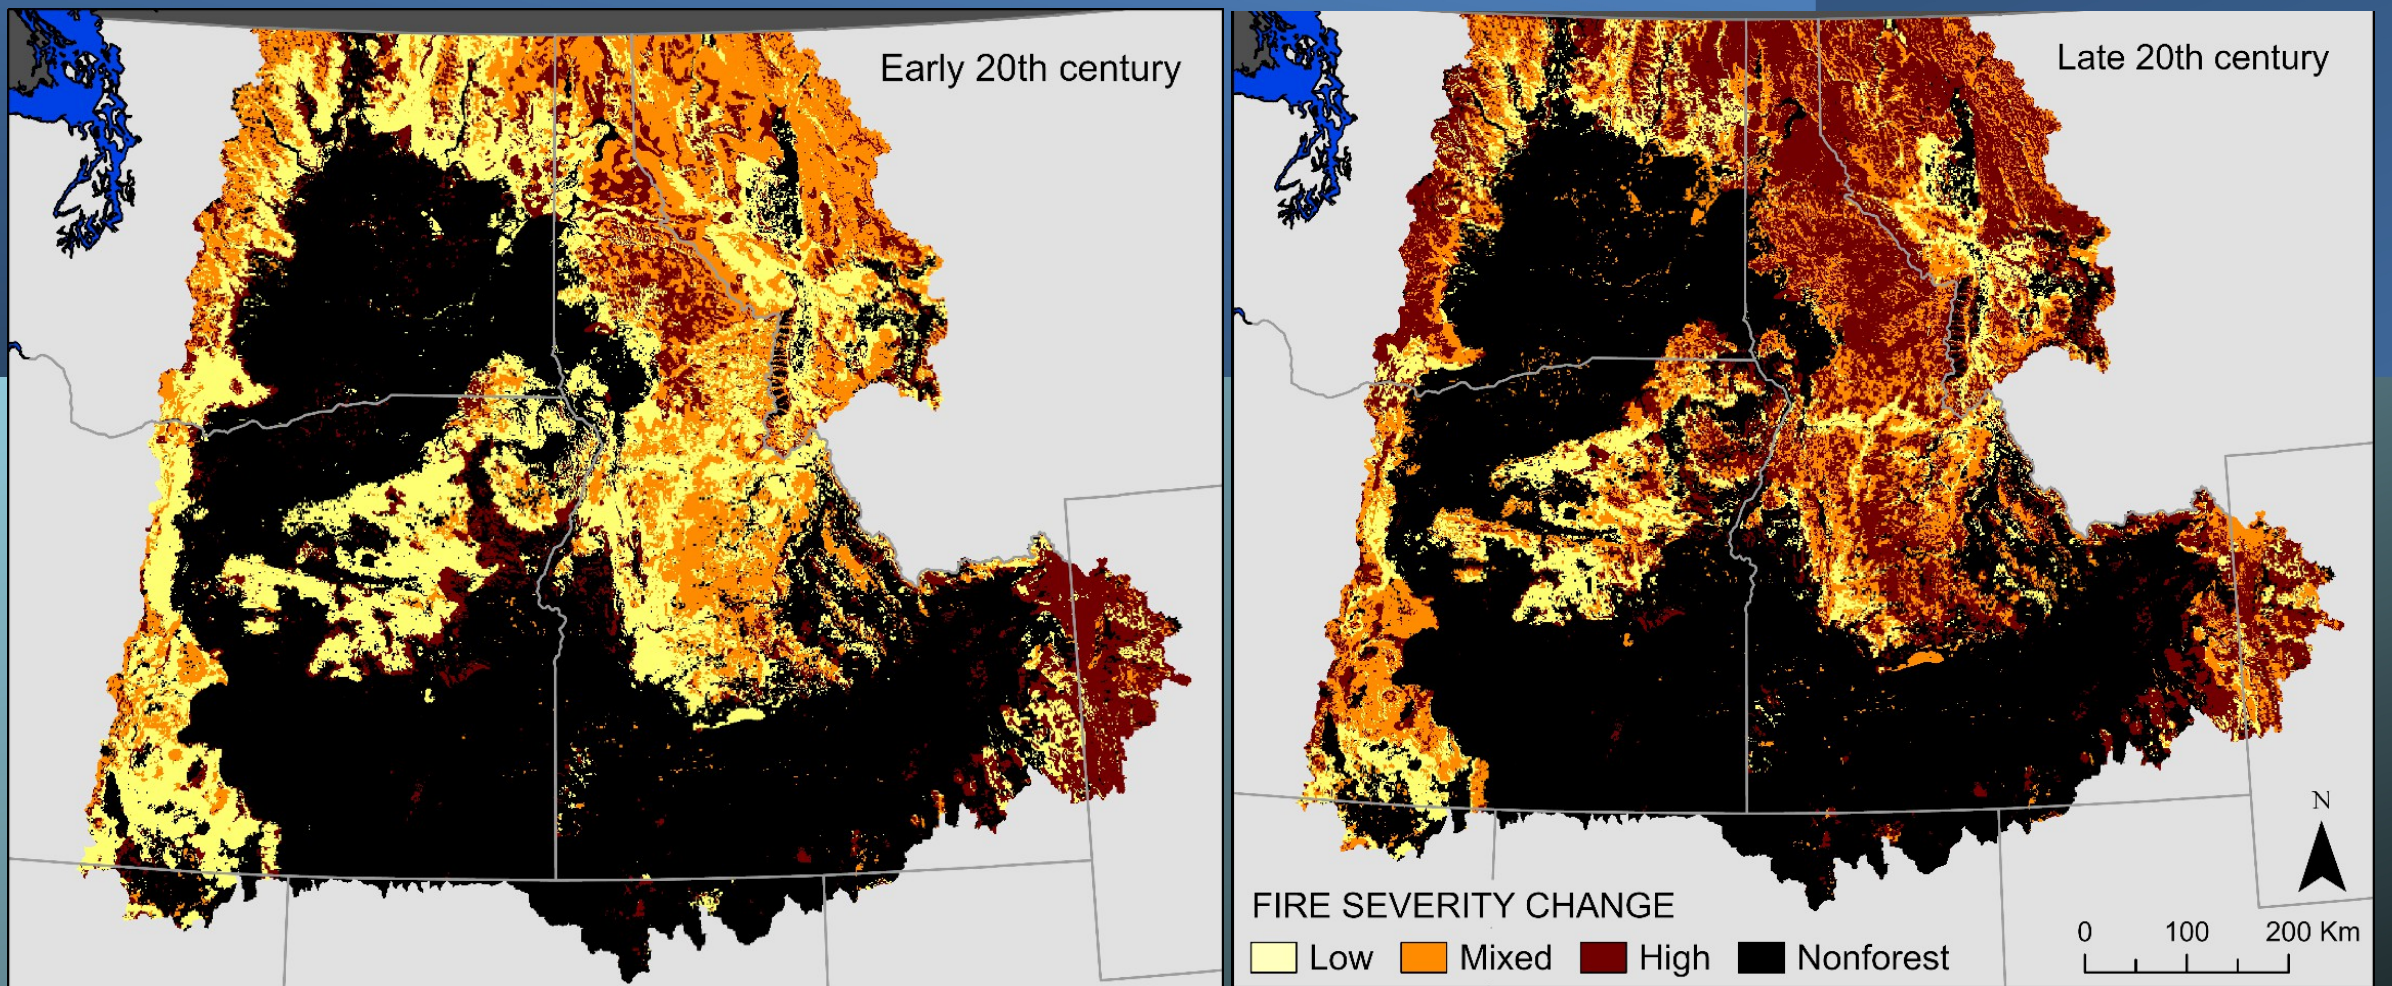 Early 20th century
Late 20th century
N
FIRE SEVERITY CHANGE
Low Mixed High Nonforest
0 100 200 Km